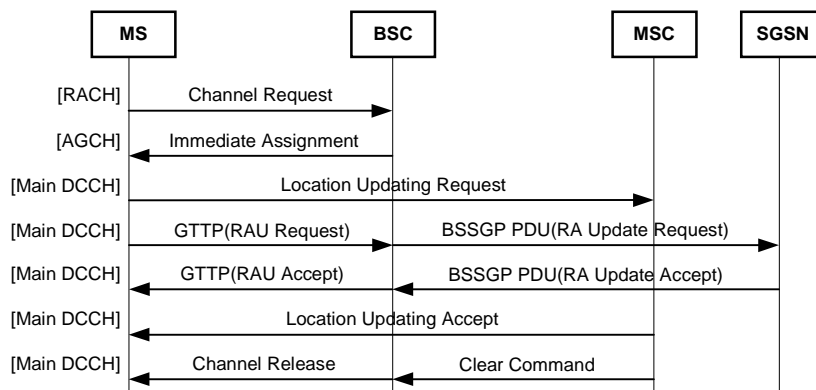 MS BSC MSC SGSN
[RACH] Channel Request
[AGCH] Immediate Assignment
[Main DCCH] Location Updating Request
[Main DCCH] GTTP(RAU Request) BSSGP PDU(RA Update Request)
[Main DCCH] GTTP(RAU Accept) BSSGP PDU(RA Update Accept)
[Main DCCH] Location Updating Accept
[Main DCCH] Channel Release Clear Command